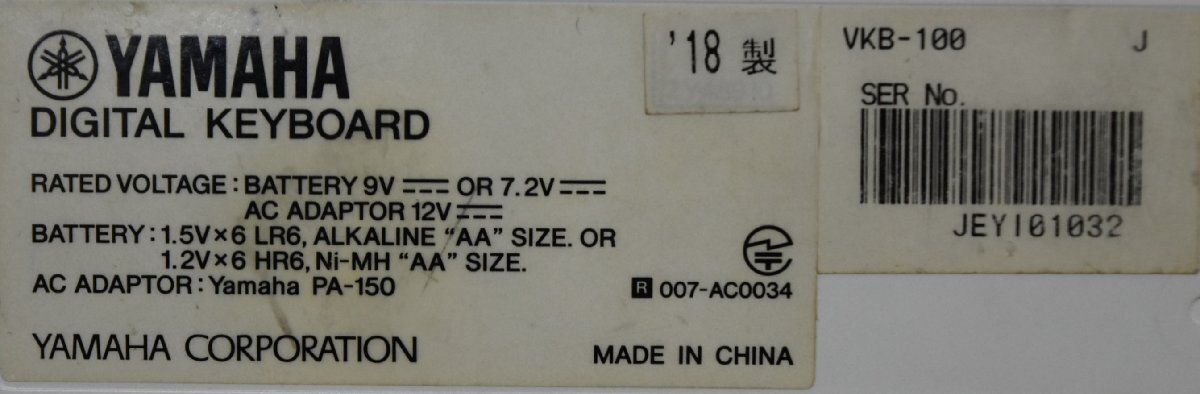 YAMAHA
DIGITAL KEYBOARD
RATED VOLTAGE : BATTERY 9V ⎓ OR 7.2V ⎓
AC ADAPTOR 12V ⎓
BATTERY : 1.5V×6 LR6, ALKALINE “AA” SIZE. OR
1.2V×6 HR6, Ni-MH “AA” SIZE.
AC ADAPTOR : Yamaha PA-150
R 007-AC0034
YAMAHA CORPORATION
MADE IN CHINA
'18 製
VKB-100 J
SER No.
JEYI01032